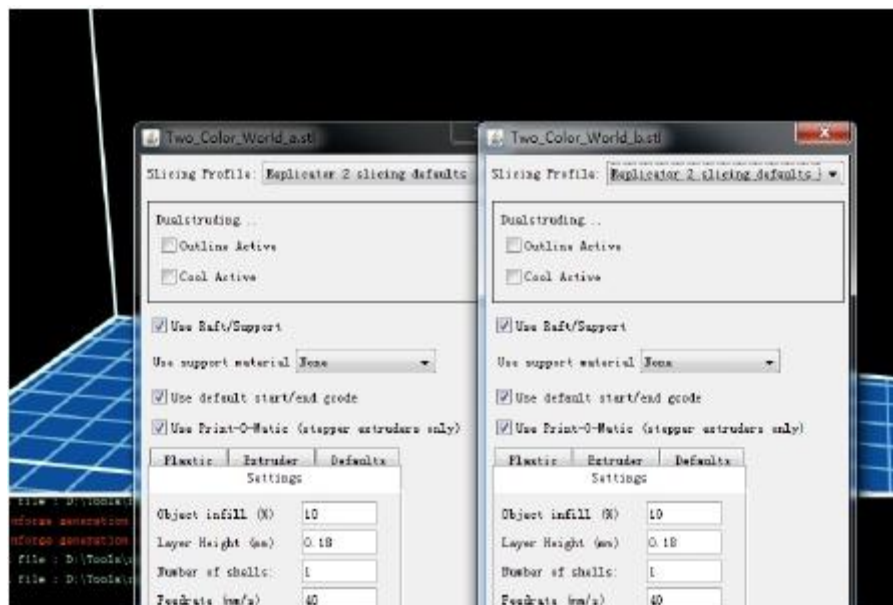 Two_Color_World_a.stl
Slicing Profile: Replicator 2 slicing defaults
Dualstruding...
Outline Active
Cool Active
Use Raft/Support
Use support material None
Use default start/end gcode
Use Print-O-Matic (stepper extruders only)
Plastic Extruder Defaults
Settings
Object infill (%) 10
Layer Height (mm) 0.18
Number of shells: 1
Feedrate (mm/s) 40
Two_Color_World_b.stl
Slicing Profile: Replicator 2 slicing defaults
Dualstruding...
Outline Active
Cool Active
Use Raft/Support
Use support material None
Use default start/end gcode
Use Print-O-Matic (stepper extruders only)
Plastic Extruder Defaults
Settings
Object infill (%) 10
Layer Height (mm) 0.18
Number of shells: 1
Feedrate (mm/s) 40
file : D:\Tools\
generation
generation
file : D:\Tools\
file : D:\Tools\